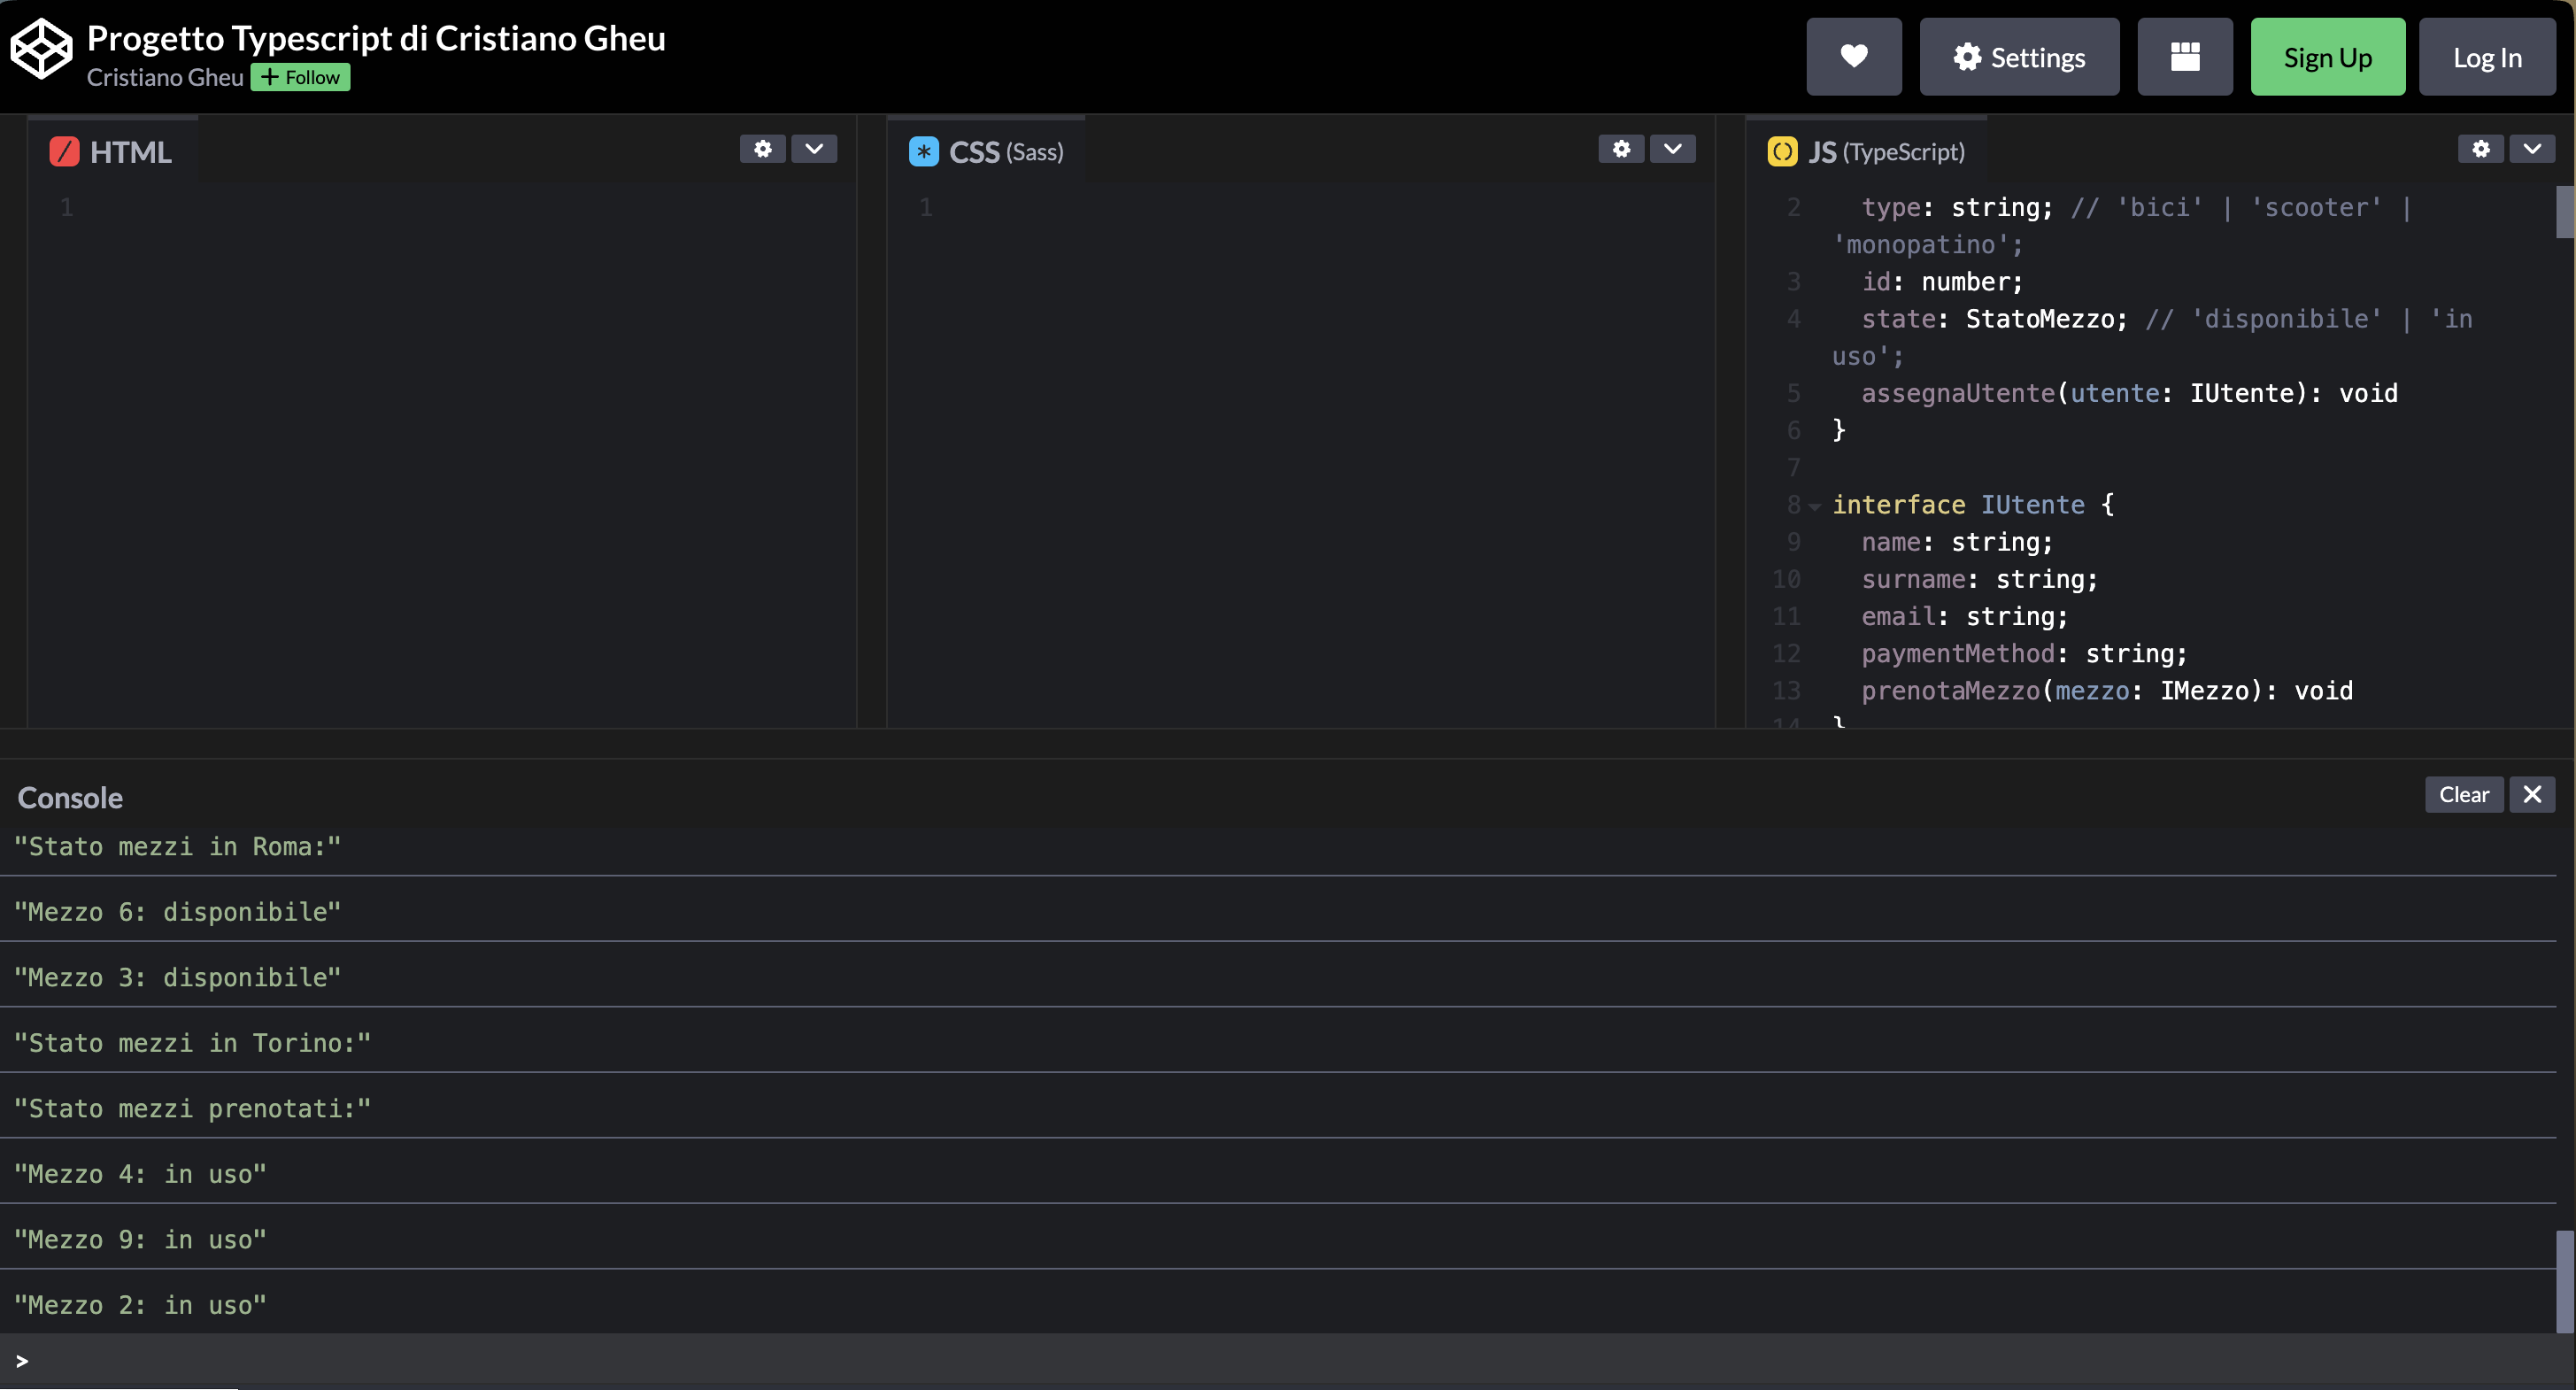 Progetto Typescript di Cristiano Gheu
Cristiano Gheu + Follow
Settings
Sign Up
Log In
HTML
1
CSS (Sass)
1
JS (TypeScript)
2 type: string; // 'bici' | 'scooter' |
'monopatino';
3 id: number;
4 state: StatoMezzo; // 'disponibile' | 'in
uso';
5 assegnaUtente(utente: IUtente): void
6 }
7
8 interface IUtente {
9 name: string;
10 surname: string;
11 email: string;
12 paymentMethod: string;
13 prenotaMezzo(mezzo: IMezzo): void
14 }
Console
Clear
"Stato mezzi in Roma:"
"Mezzo 6: disponibile"
"Mezzo 3: disponibile"
"Stato mezzi in Torino:"
"Stato mezzi prenotati:"
"Mezzo 4: in uso"
"Mezzo 9: in uso"
"Mezzo 2: in uso"
>